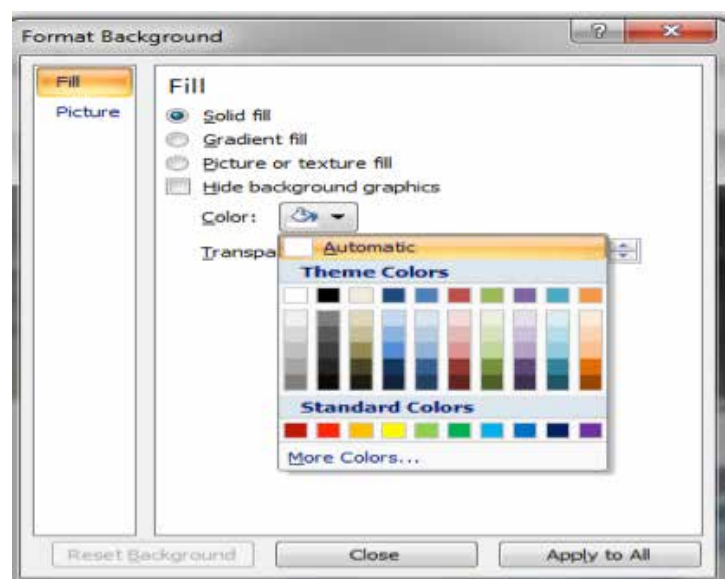 Format Background
Fill
Picture
Fill
Solid fill
Gradient fill
Picture or texture fill
Hide background graphics
Color:
Transpa
Automatic
Theme Colors
Standard Colors
More Colors...
Reset Background
Close
Apply to All